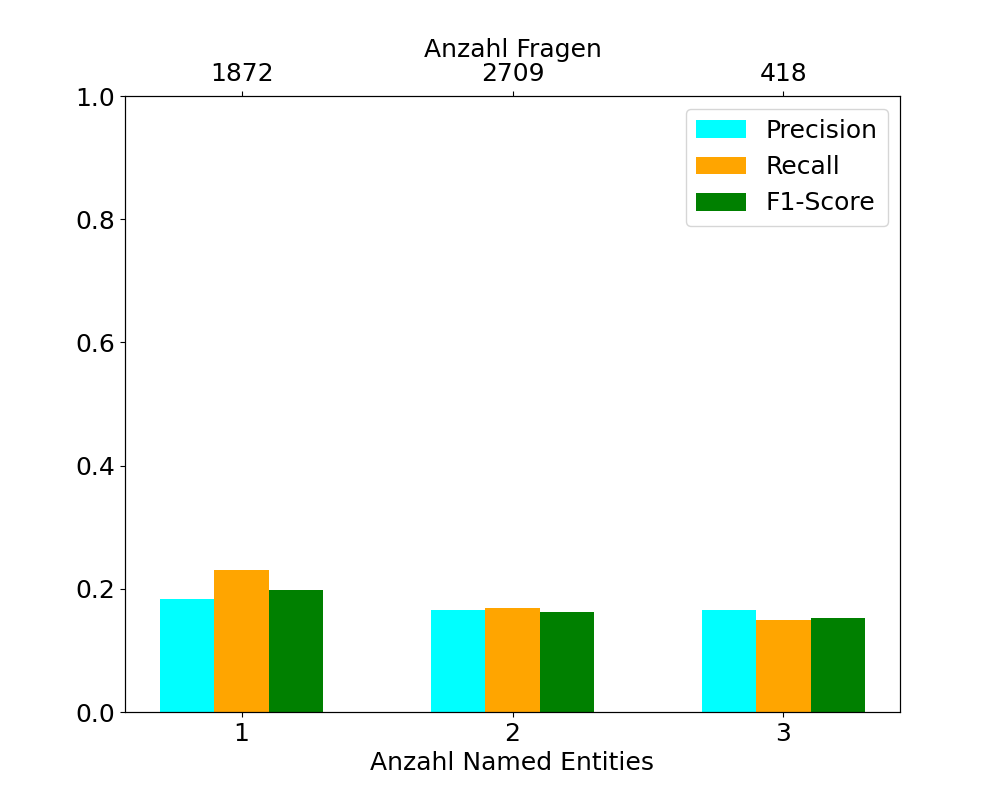 Anzahl Fragen
1872 2709 418
1.0
Precision
Recall
F1-Score
0.8
0.6
0.4
0.2
0.0
1 2 3
Anzahl Named Entities